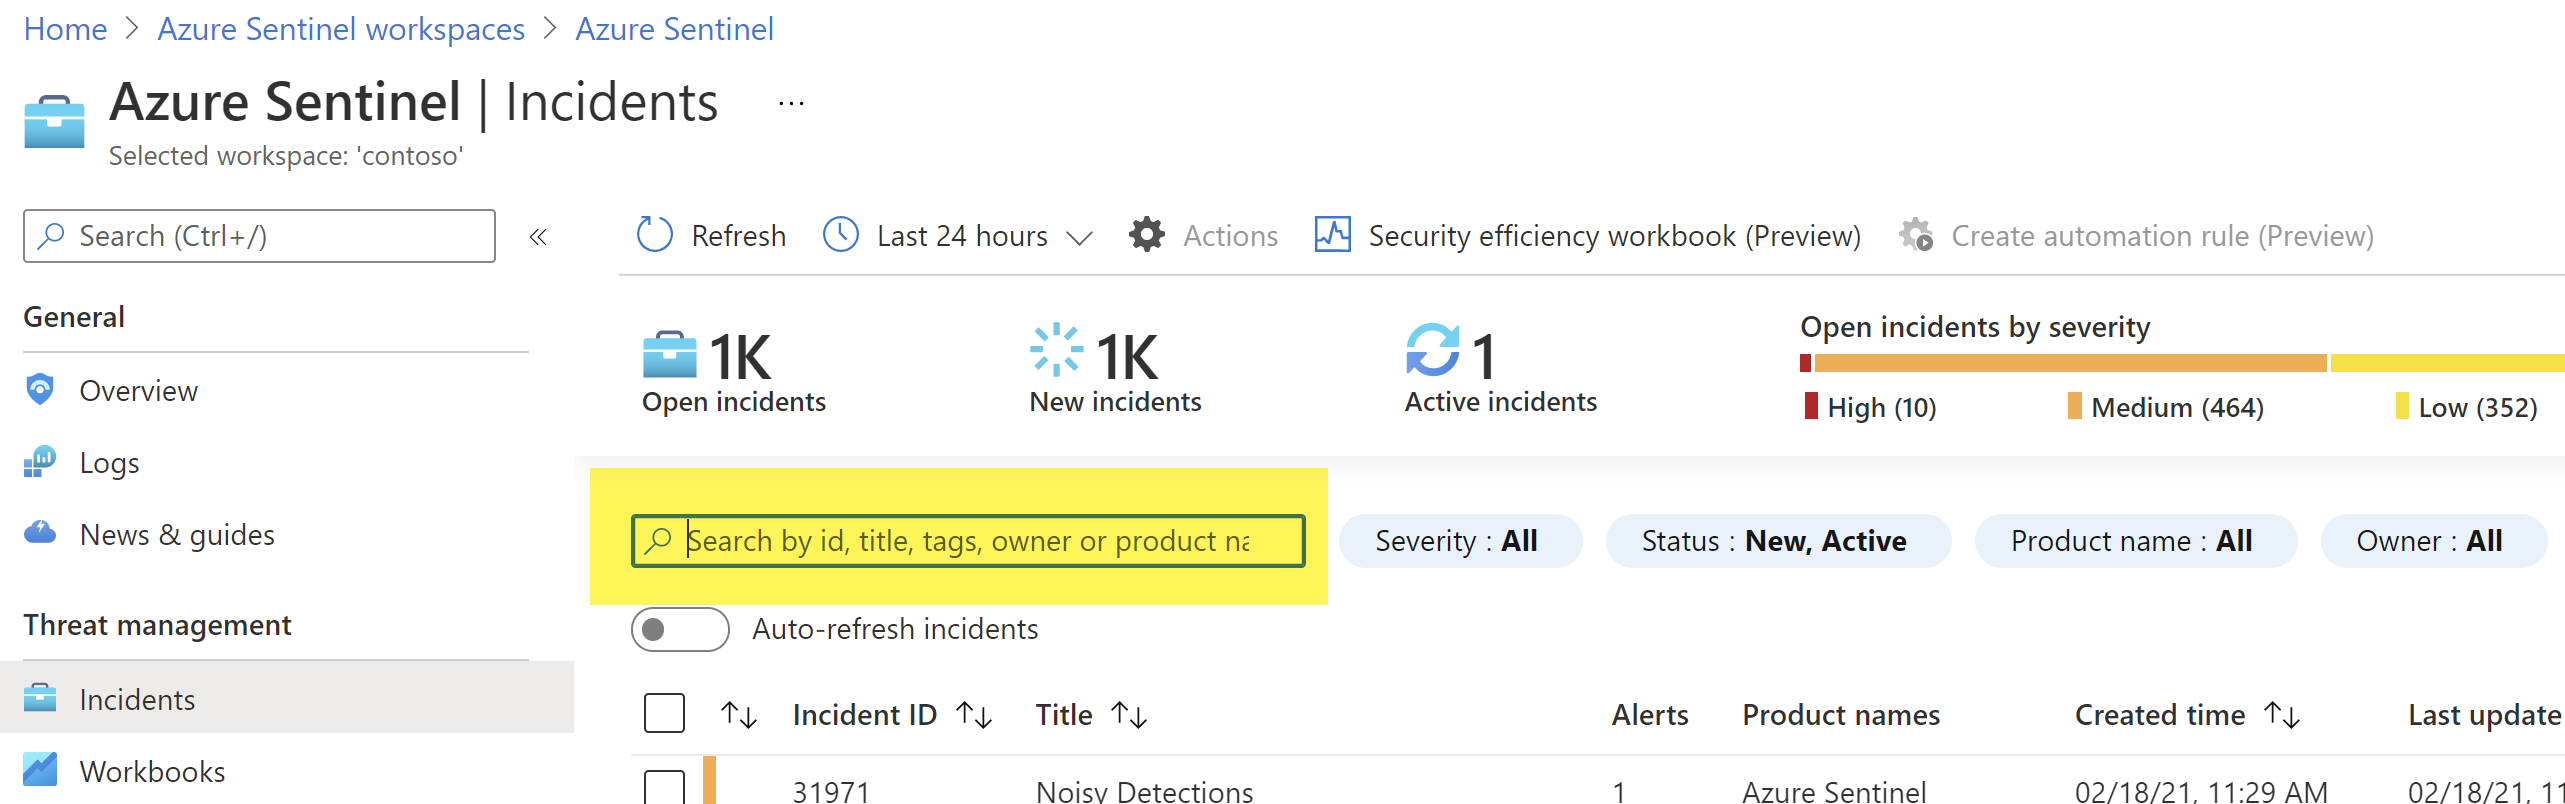 Home > Azure Sentinel workspaces > Azure Sentinel
Azure Sentinel | Incidents ...
Selected workspace: 'contoso'
Search (Ctrl+/) «
General
Overview
Logs
News & guides
Threat management
Incidents
Workbooks
Refresh Last 24 hours Actions Security efficiency workbook (Preview) Create automation rule (Preview)
1K
Open incidents
1K
New incidents
1
Active incidents
Open incidents by severity
High (10) Medium (464) Low (352)
Search by id, title, tags, owner or product na Severity : All Status : New, Active Product name : All Owner : All
Auto-refresh incidents
↑↓ Incident ID ↑↓ Title ↑↓ Alerts Product names Created time ↑↓ Last update
31971 Noisy Detections 1 Azure Sentinel 02/18/21, 11:29 AM 02/18/21, 11